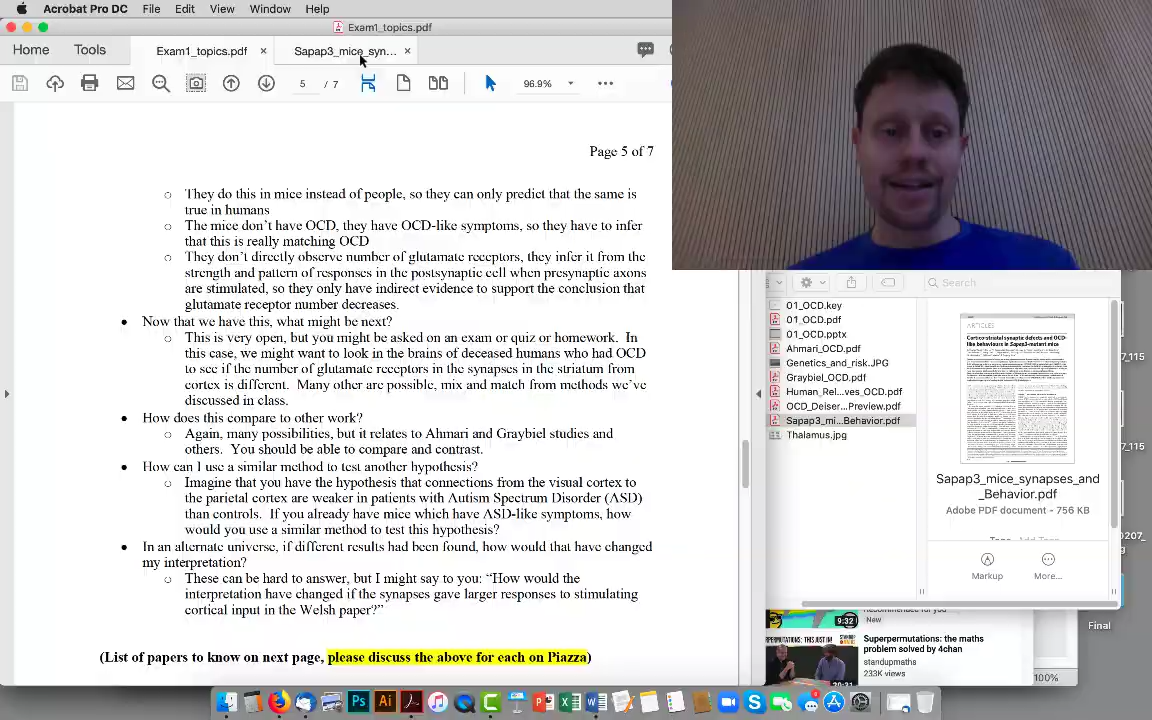 Acrobat Pro DC File Edit View Window Help
Exam1_topics.pdf
Home Tools Exam1_topics.pdf × Sapap3_mice_syn... ×
5 / 7 96.9%
Page 5 of 7
○ They do this in mice instead of people, so they can only predict that the same is
true in humans
○ The mice don't have OCD, they have OCD-like symptoms, so they have to infer
that this is really matching OCD
○ They don't directly observe number of glutamate receptors, they infer it from the
strength and pattern of responses in the postsynaptic cell when presynaptic axons
are stimulated, so they only have indirect evidence to support the conclusion that
glutamate receptor number decreases.
• Now that we have this, what might be next?
○ This is very open, but you might be asked on an exam or quiz or homework. In
this case, we might want to look in the brains of deceased humans who had OCD
to see if the number of glutamate receptors in the synapses in the striatum from
cortex is different. Many other are possible, mix and match from methods we've
discussed in class.
• How does this compare to other work?
○ Again, many possibilities, but it relates to Ahmari and Graybiel studies and
others. You should be able to compare and contrast.
• How can I use a similar method to test another hypothesis?
○ Imagine that you have the hypothesis that connections from the visual cortex to
the parietal cortex are weaker in patients with Autism Spectrum Disorder (ASD)
than controls. If you already have mice which have ASD-like symptoms, how
would you use a similar method to test this hypothesis?
• In an alternate universe, if different results had been found, how would that have changed
my interpretation?
○ These can be hard to answer, but I might say to you: "How would the
interpretation have changed if the synapses gave larger responses to stimulating
cortical input in the Welsh paper?"
(List of papers to know on next page, please discuss the above for each on Piazza)
Search
01_OCD.key
01_OCD.pdf
01_OCD.pptx
Ahmari_OCD.pdf
Genetics_and_risk.JPG
Graybiel_OCD.pdf
Human_Rel...ves_OCD.pdf
OCD_Deiser...Preview.pdf
Sapap3_mi...Behavior.pdf
Thalamus.jpg
ARTICLES
Cortico-striatal synaptic defects and OCD-
like behaviours in Sapap3-mutant mice
Sapap3_mice_synapses_and
_Behavior.pdf
Adobe PDF document - 756 KB
Markup More...
_115
_115
0207
Final
9:32
New
Superpermutations: the maths
problem solved by 4chan
standupmaths
233K views
100%